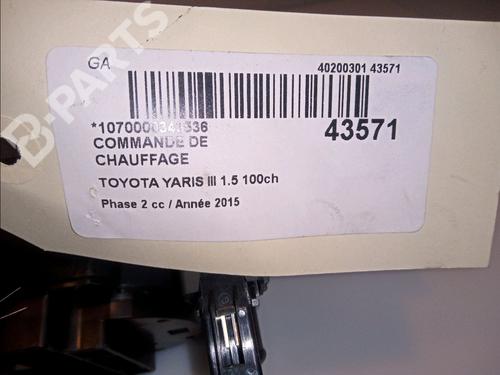 GA
40200301 43571
43571
COMMANDE DE
CHAUFFAGE
TOYOTA YARIS III 1.5 100ch
Phase 2 cc / Année 2015
B-PARTS